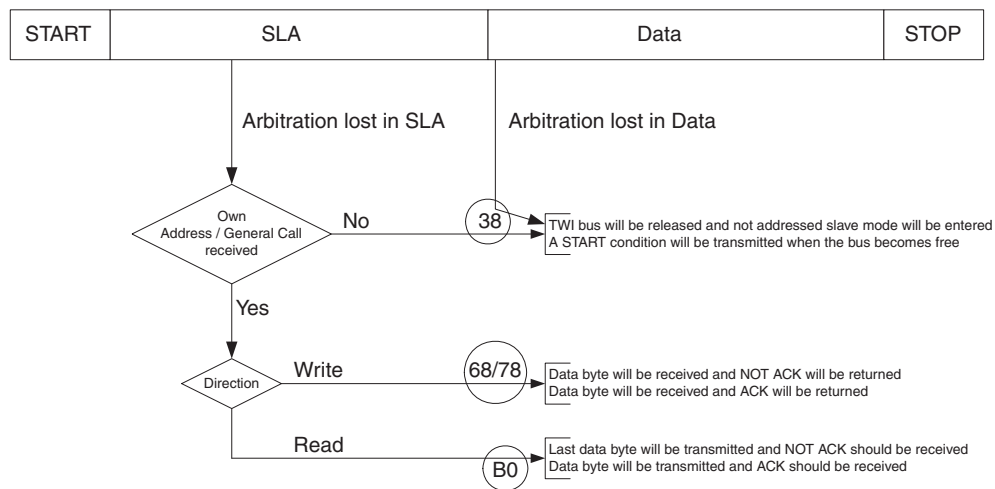 START SLA Data STOP
Arbitration lost in SLA Arbitration lost in Data
Own
Address / General Call
received
No
38
TWI bus will be released and not addressed slave mode will be entered
A START condition will be transmitted when the bus becomes free
Yes
Direction
Write
68/78
Data byte will be received and NOT ACK will be returned
Data byte will be received and ACK will be returned
Read
B0
Last data byte will be transmitted and NOT ACK should be received
Data byte will be transmitted and ACK should be received